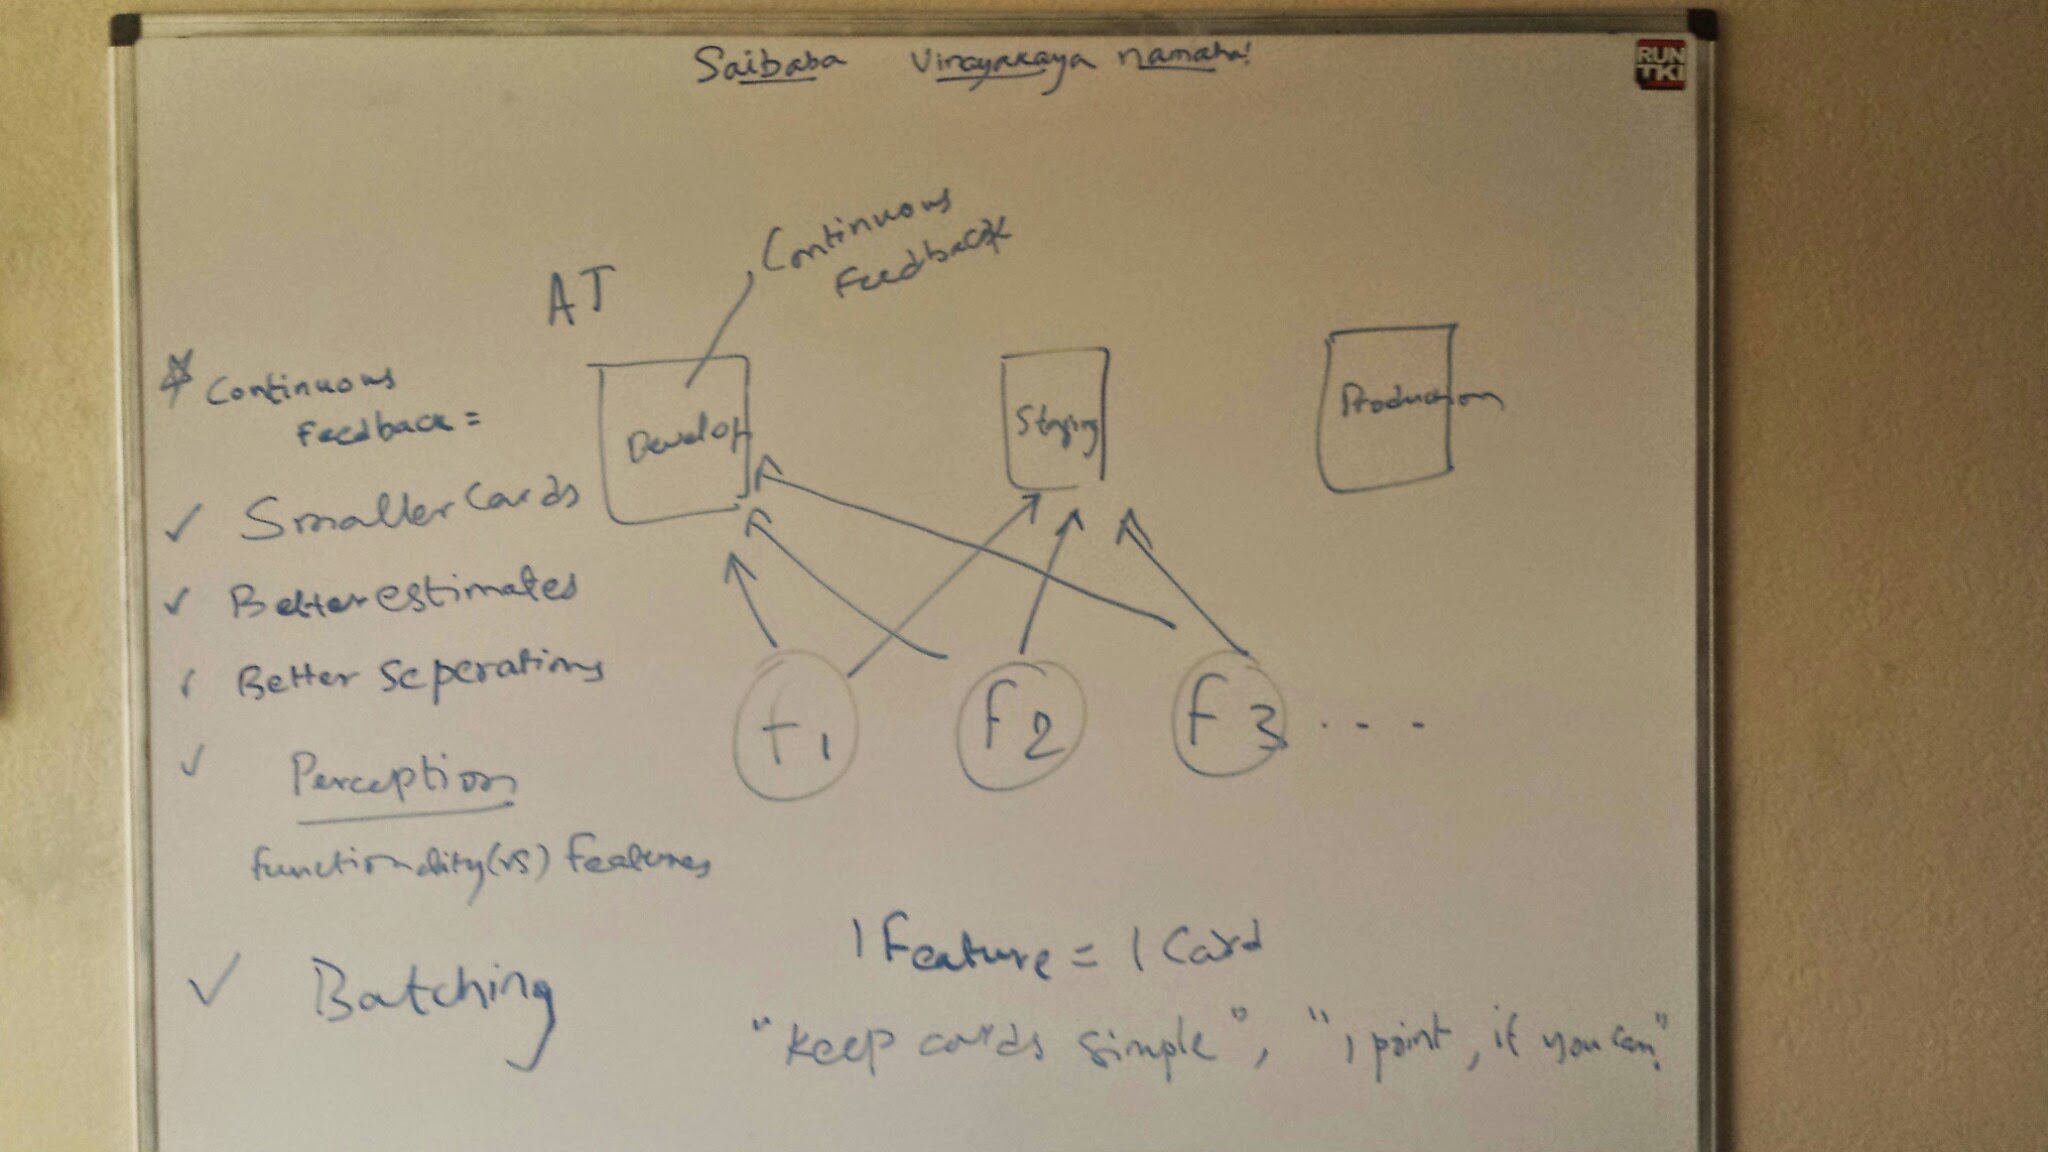 Saibaba Vinayakaya namaha!
RUN
TKI
Continuous
Feedback
AT
* Continuous
Feedback =
Develop
Staging
Production
✓ Smaller Cards
✓ Better estimates
✓ Better Seperations
✓ Perception
functionality (vs) Features
✓ Batching
F1
F2
F3 ....
1 Feature = 1 Card
"keep cards simple", "1 point, if you can"